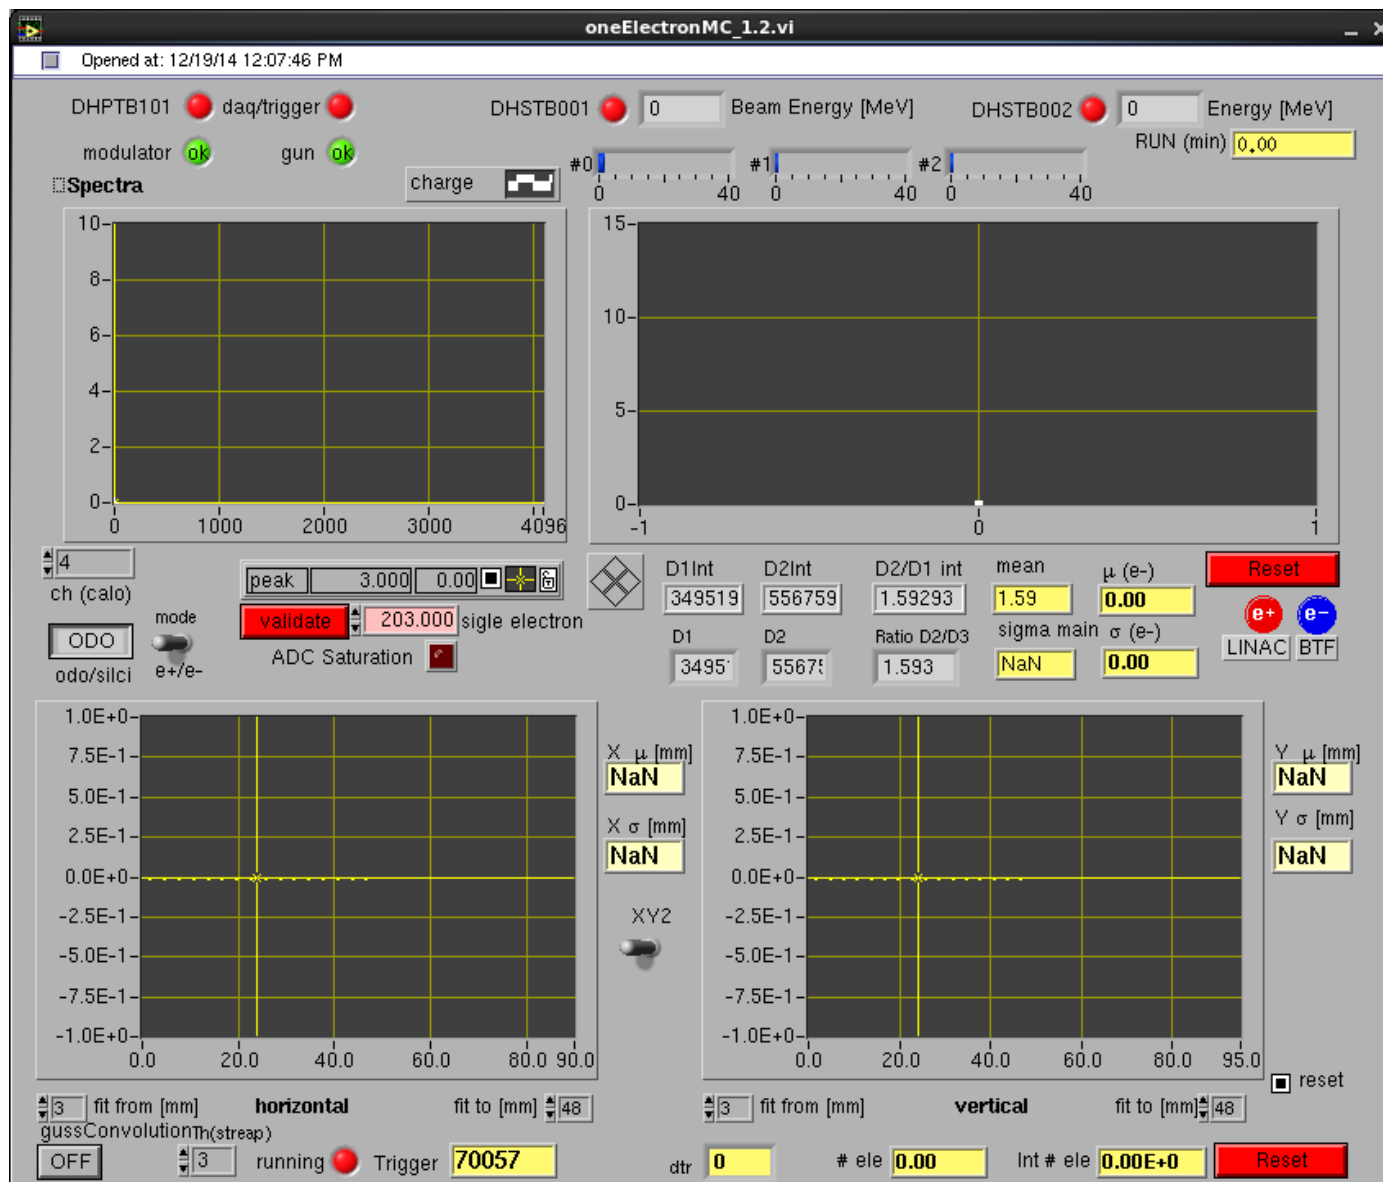 oneElectronMC_1.2.vi
Opened at: 12/19/14 12:07:46 PM
DHPTB101 daq/trigger DHSTB001 0 Beam Energy [MeV] DHSTB002 0 Energy [MeV]
modulator ok gun ok RUN (min) 0.00
Spectra charge #0 0 40 #1 0 40 #2 0 40
10
8
6
4
2
0
0 1000 2000 3000 4096
15
10
5
0
-1 0 1
4
ch (calo)
ODO
odo/silci
mode
e+/e-
peak 3.000 0.00
validate 203.000 sigle electron
ADC Saturation
D1Int D2Int D2/D1 int mean μ (e-)
349519 556759 1.59293 1.59 0.00
D1 D2 Ratio D2/D3 sigma main σ (e-)
3495 5567 1.593 NaN 0.00
Reset
e+ e-
LINAC BTF
1.0E+0
7.5E-1
5.0E-1
2.5E-1
0.0E+0
-2.5E-1
-5.0E-1
-7.5E-1
-1.0E+0
0.0 20.0 40.0 60.0 80.0 90.0
X μ [mm]
NaN
X σ [mm]
NaN
XY2
1.0E+0
7.5E-1
5.0E-1
2.5E-1
0.0E+0
-2.5E-1
-5.0E-1
-7.5E-1
-1.0E+0
0.0 20.0 40.0 60.0 80.0 95.0
Y μ [mm]
NaN
Y σ [mm]
NaN
reset
3 fit from [mm] horizontal fit to [mm] 48
3 fit from [mm] vertical fit to [mm] 48
gussConvolution Th(streap)
OFF 3 running Trigger 70057 dtr 0 # ele 0.00 Int # ele 0.00E+0 Reset